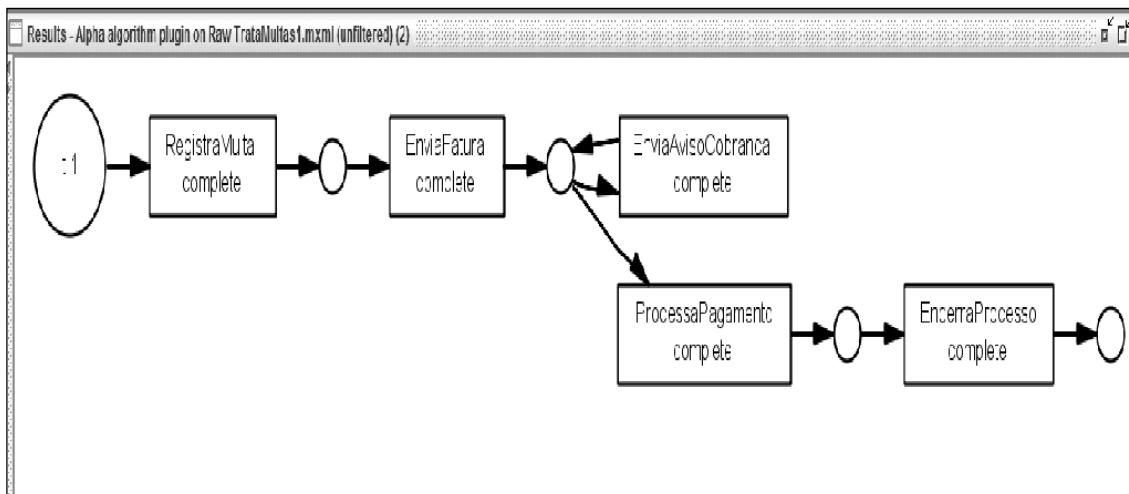 Results - Alpha algorithm plugin on Raw TrataMultas1.mxml (unfiltered) (2)
RegistraMulta
complete
EnviaFatura
complete
EnviaAvisoCobranca
complete
ProcessaPagamento
complete
EncerraProcesso
complete